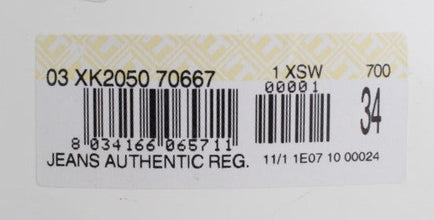 03 XK2050 70667 1 XSW 700
00001
34
8 034166 065711
JEANS AUTHENTIC REG. 11/1 1E07 10 00024